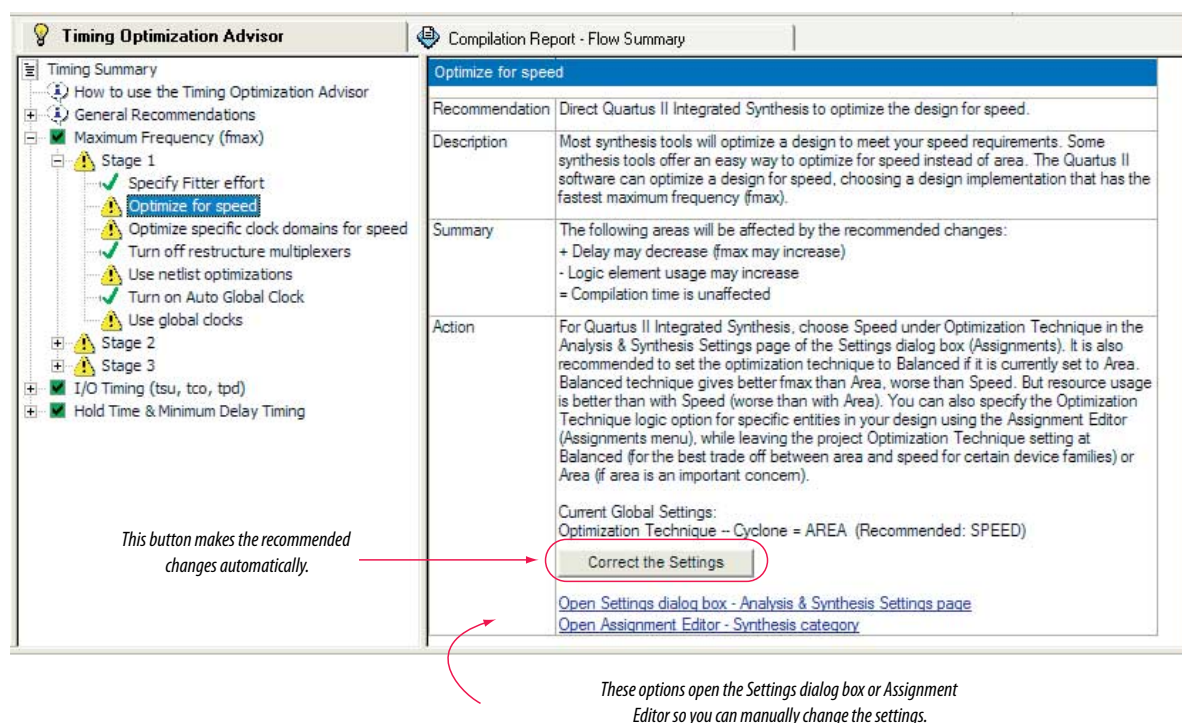 Timing Optimization Advisor
Compilation Report - Flow Summary
Timing Summary
How to use the Timing Optimization Advisor
General Recommendations
Maximum Frequency (fmax)
Stage 1
Specify Fitter effort
Optimize for speed
Optimize specific clock domains for speed
Turn off restructure multiplexers
Use netlist optimizations
Turn on Auto Global Clock
Use global clocks
Stage 2
Stage 3
I/O Timing (tsu, tco, tpd)
Hold Time & Minimum Delay Timing
This button makes the recommended
changes automatically.
Optimize for speed
Recommendation Direct Quartus II Integrated Synthesis to optimize the design for speed.
Description Most synthesis tools will optimize a design to meet your speed requirements. Some
synthesis tools offer an easy way to optimize for speed instead of area. The Quartus II
software can optimize a design for speed, choosing a design implementation that has the
fastest maximum frequency (fmax).
Summary The following areas will be affected by the recommended changes:
+ Delay may decrease (fmax may increase)
- Logic element usage may increase
= Compilation time is unaffected
Action For Quartus II Integrated Synthesis, choose Speed under Optimization Technique in the
Analysis & Synthesis Settings page of the Settings dialog box (Assignments). It is also
recommended to set the optimization technique to Balanced if it is currently set to Area.
Balanced technique gives better fmax than Area, worse than Speed. But resource usage
is better than with Speed (worse than with Area). You can also specify the Optimization
Technique logic option for specific entities in your design using the Assignment Editor
(Assignments menu), while leaving the project Optimization Technique setting at
Balanced (for the best trade off between area and speed for certain device families) or
Area (if area is an important concern).
Current Global Settings:
Optimization Technique -- Cyclone = AREA (Recommended: SPEED)
Correct the Settings
Open Settings dialog box - Analysis & Synthesis Settings page
Open Assignment Editor - Synthesis category
These options open the Settings dialog box or Assignment
Editor so you can manually change the settings.